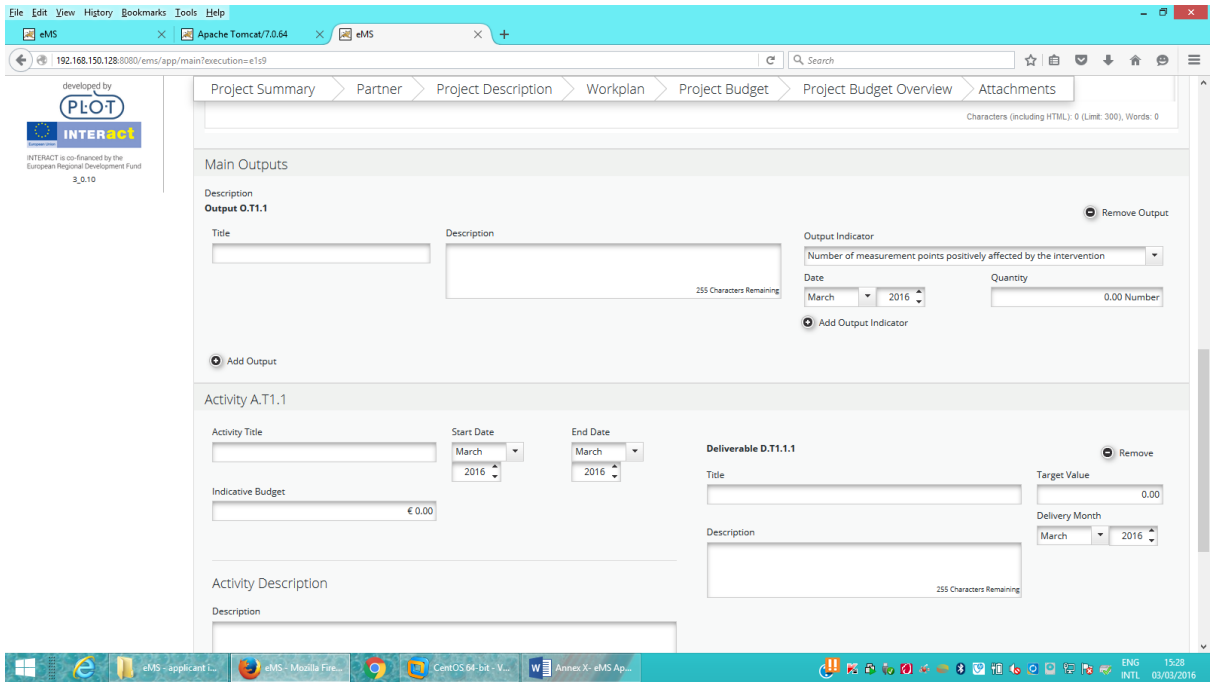 File Edit View History Bookmarks Tools Help
eMS
Apache Tomcat/7.0.64
eMS
192.168.150.128:8080/ems/app/main?execution=e1s9
Search
developed by
PLOT
European Union
INTERact
INTERACT is co-financed by the
European Regional Development Fund
3_0.10
Project Summary Partner Project Description Workplan Project Budget Project Budget Overview Attachments
Characters (including HTML): 0 (Limit: 300), Words: 0
Main Outputs
Description
Output O.T1.1
Remove Output
Title
Description
255 Characters Remaining
Output Indicator
Number of measurement points positively affected by the intervention
Date Quantity
March 2016 0.00 Number
Add Output Indicator
Add Output
Activity A.T1.1
Activity Title Start Date End Date
March March
2016 2016
Indicative Budget
€ 0.00
Deliverable D.T1.1.1
Remove
Title Target Value
0.00
Delivery Month
March 2016
Description
255 Characters Remaining
Activity Description
Description
eMS - applicant i...
eMS - Mozilla Fire...
CentOS 64-bit - V...
Annex X- eMS Ap...
ENG 15:28
INTL 03/03/2016